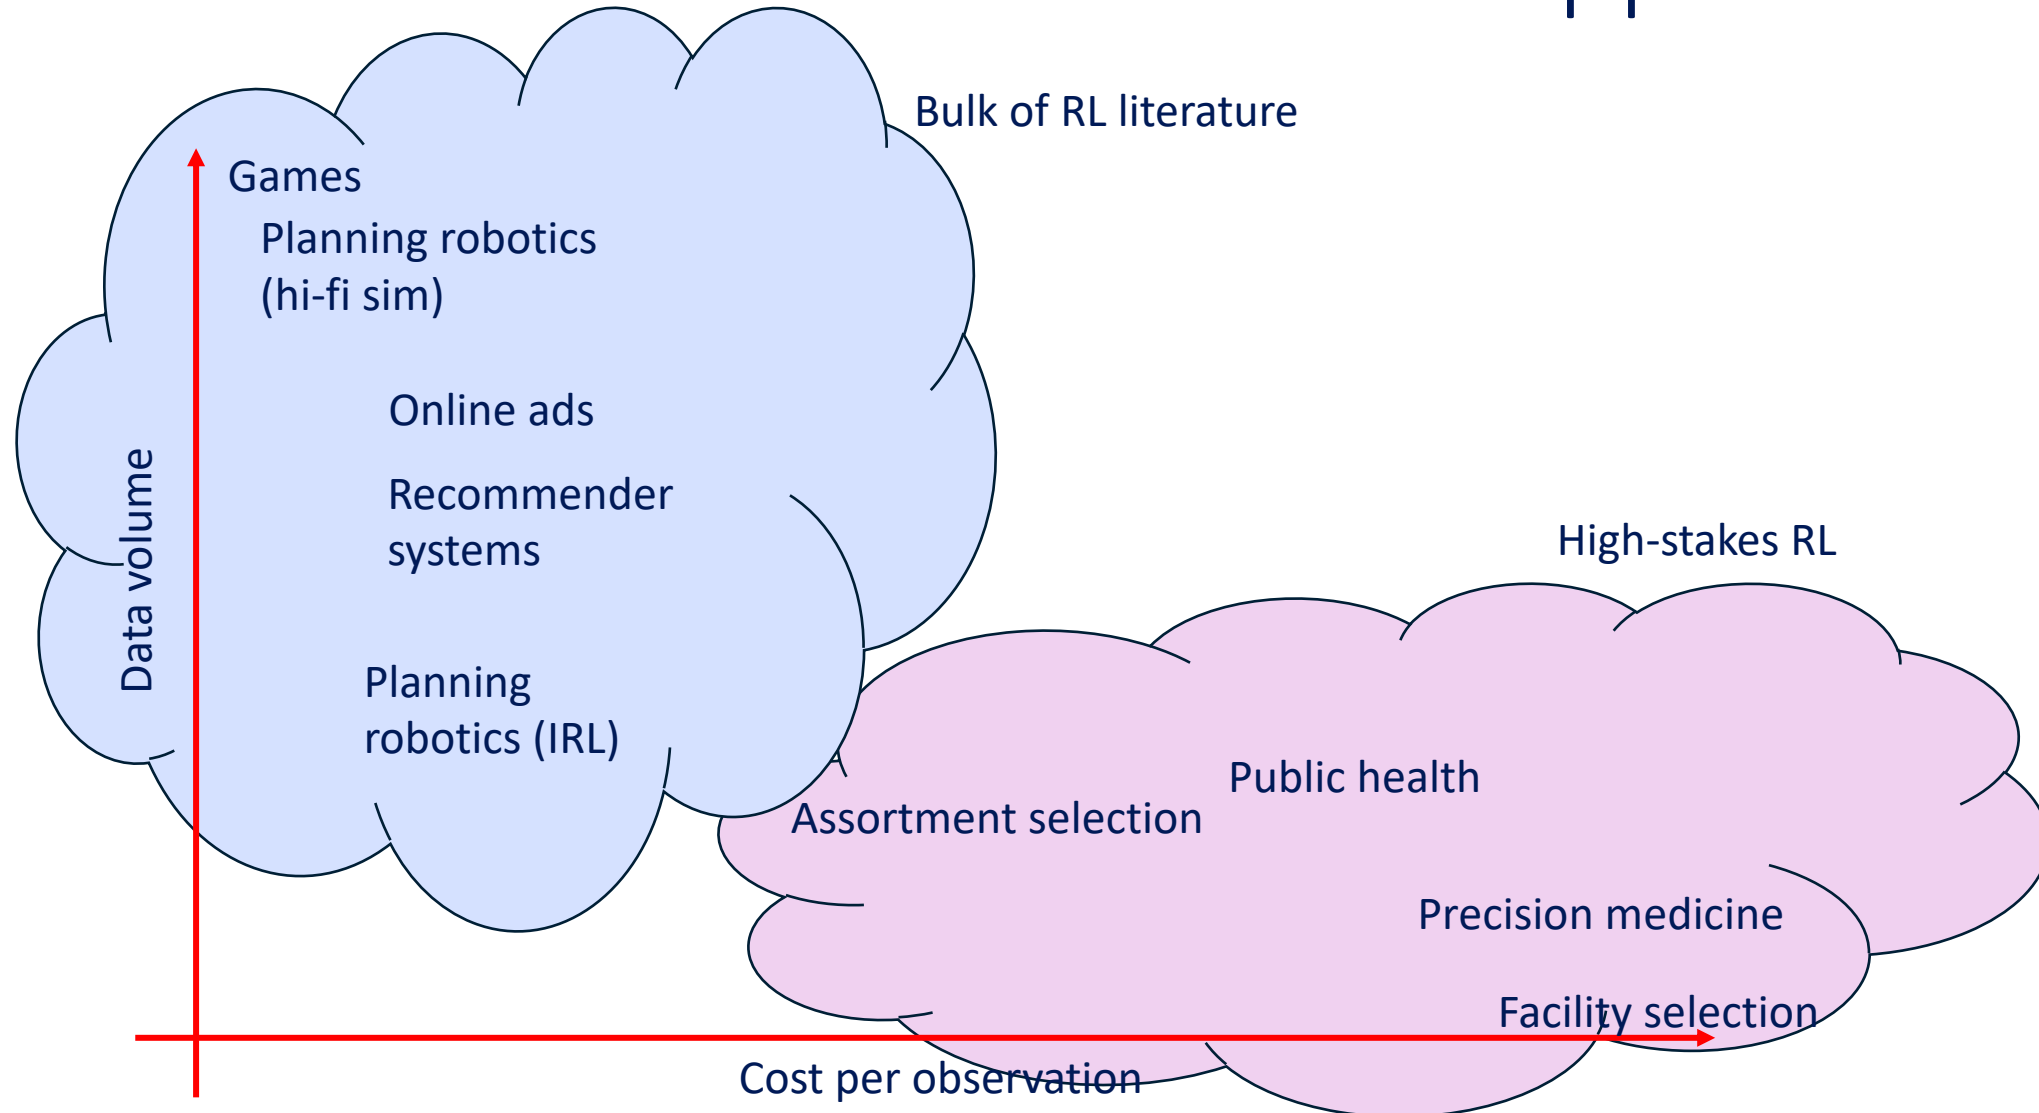 Bulk of RL literature
Games
Planning robotics
(hi-fi sim)
Online ads
Recommender
systems
Data volume
Planning
robotics (IRL)
High-stakes RL
Public health
Assortment selection
Precision medicine
Facility selection
Cost per observation